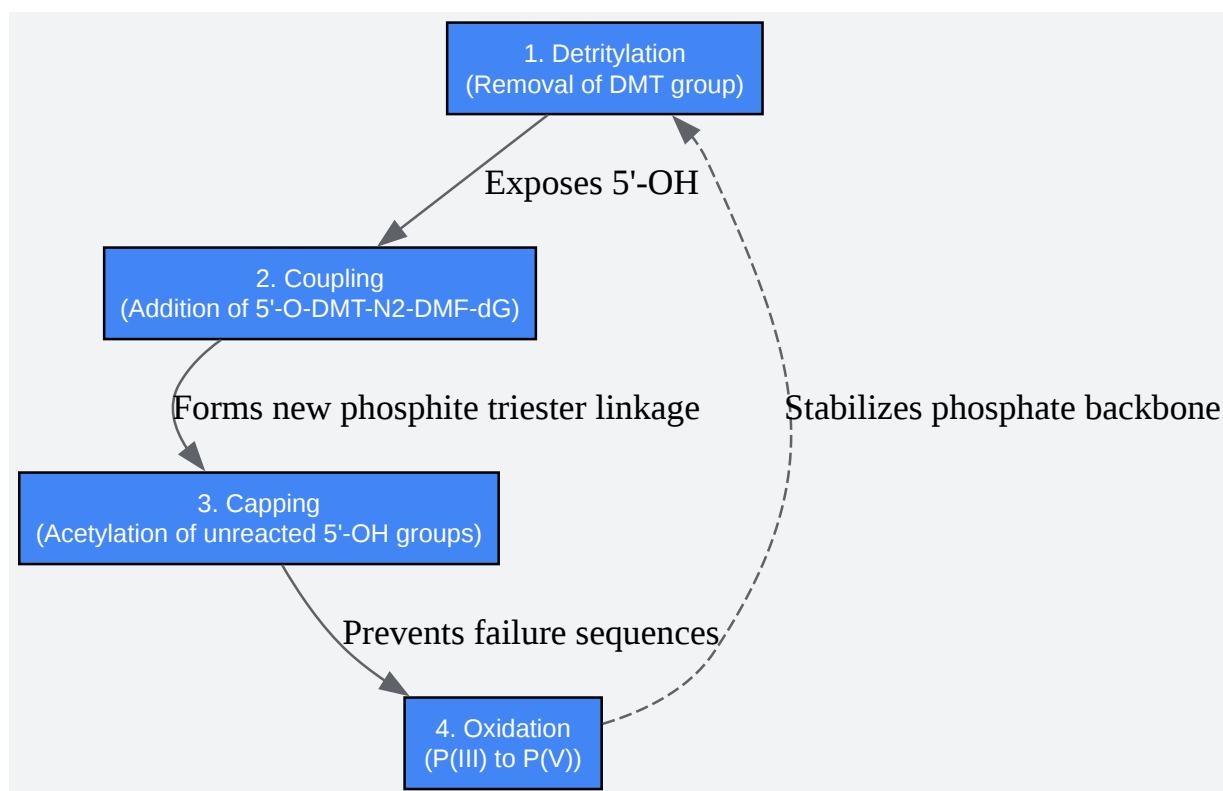 1. Detritylation
(Removal of DMT group)
Exposes 5'-OH
2. Coupling
(Addition of 5'-O-DMT-N2-DMF-dG)
Forms new phosphite triester linkage
Stabilizes phosphate backbone
3. Capping
(Acetylation of unreacted 5'-OH groups)
Prevents failure sequences
4. Oxidation
(P(III) to P(V))